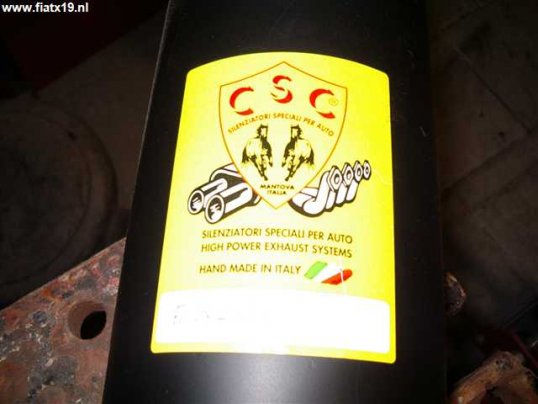 www.fiatx19.nl
CSC®
SILENZIATORI SPECIALI PER AUTO
MANTOVA
ITALIA
SILENZIATORI SPECIALI PER AUTO
HIGH POWER EXHAUST SYSTEMS
HAND MADE IN ITALY